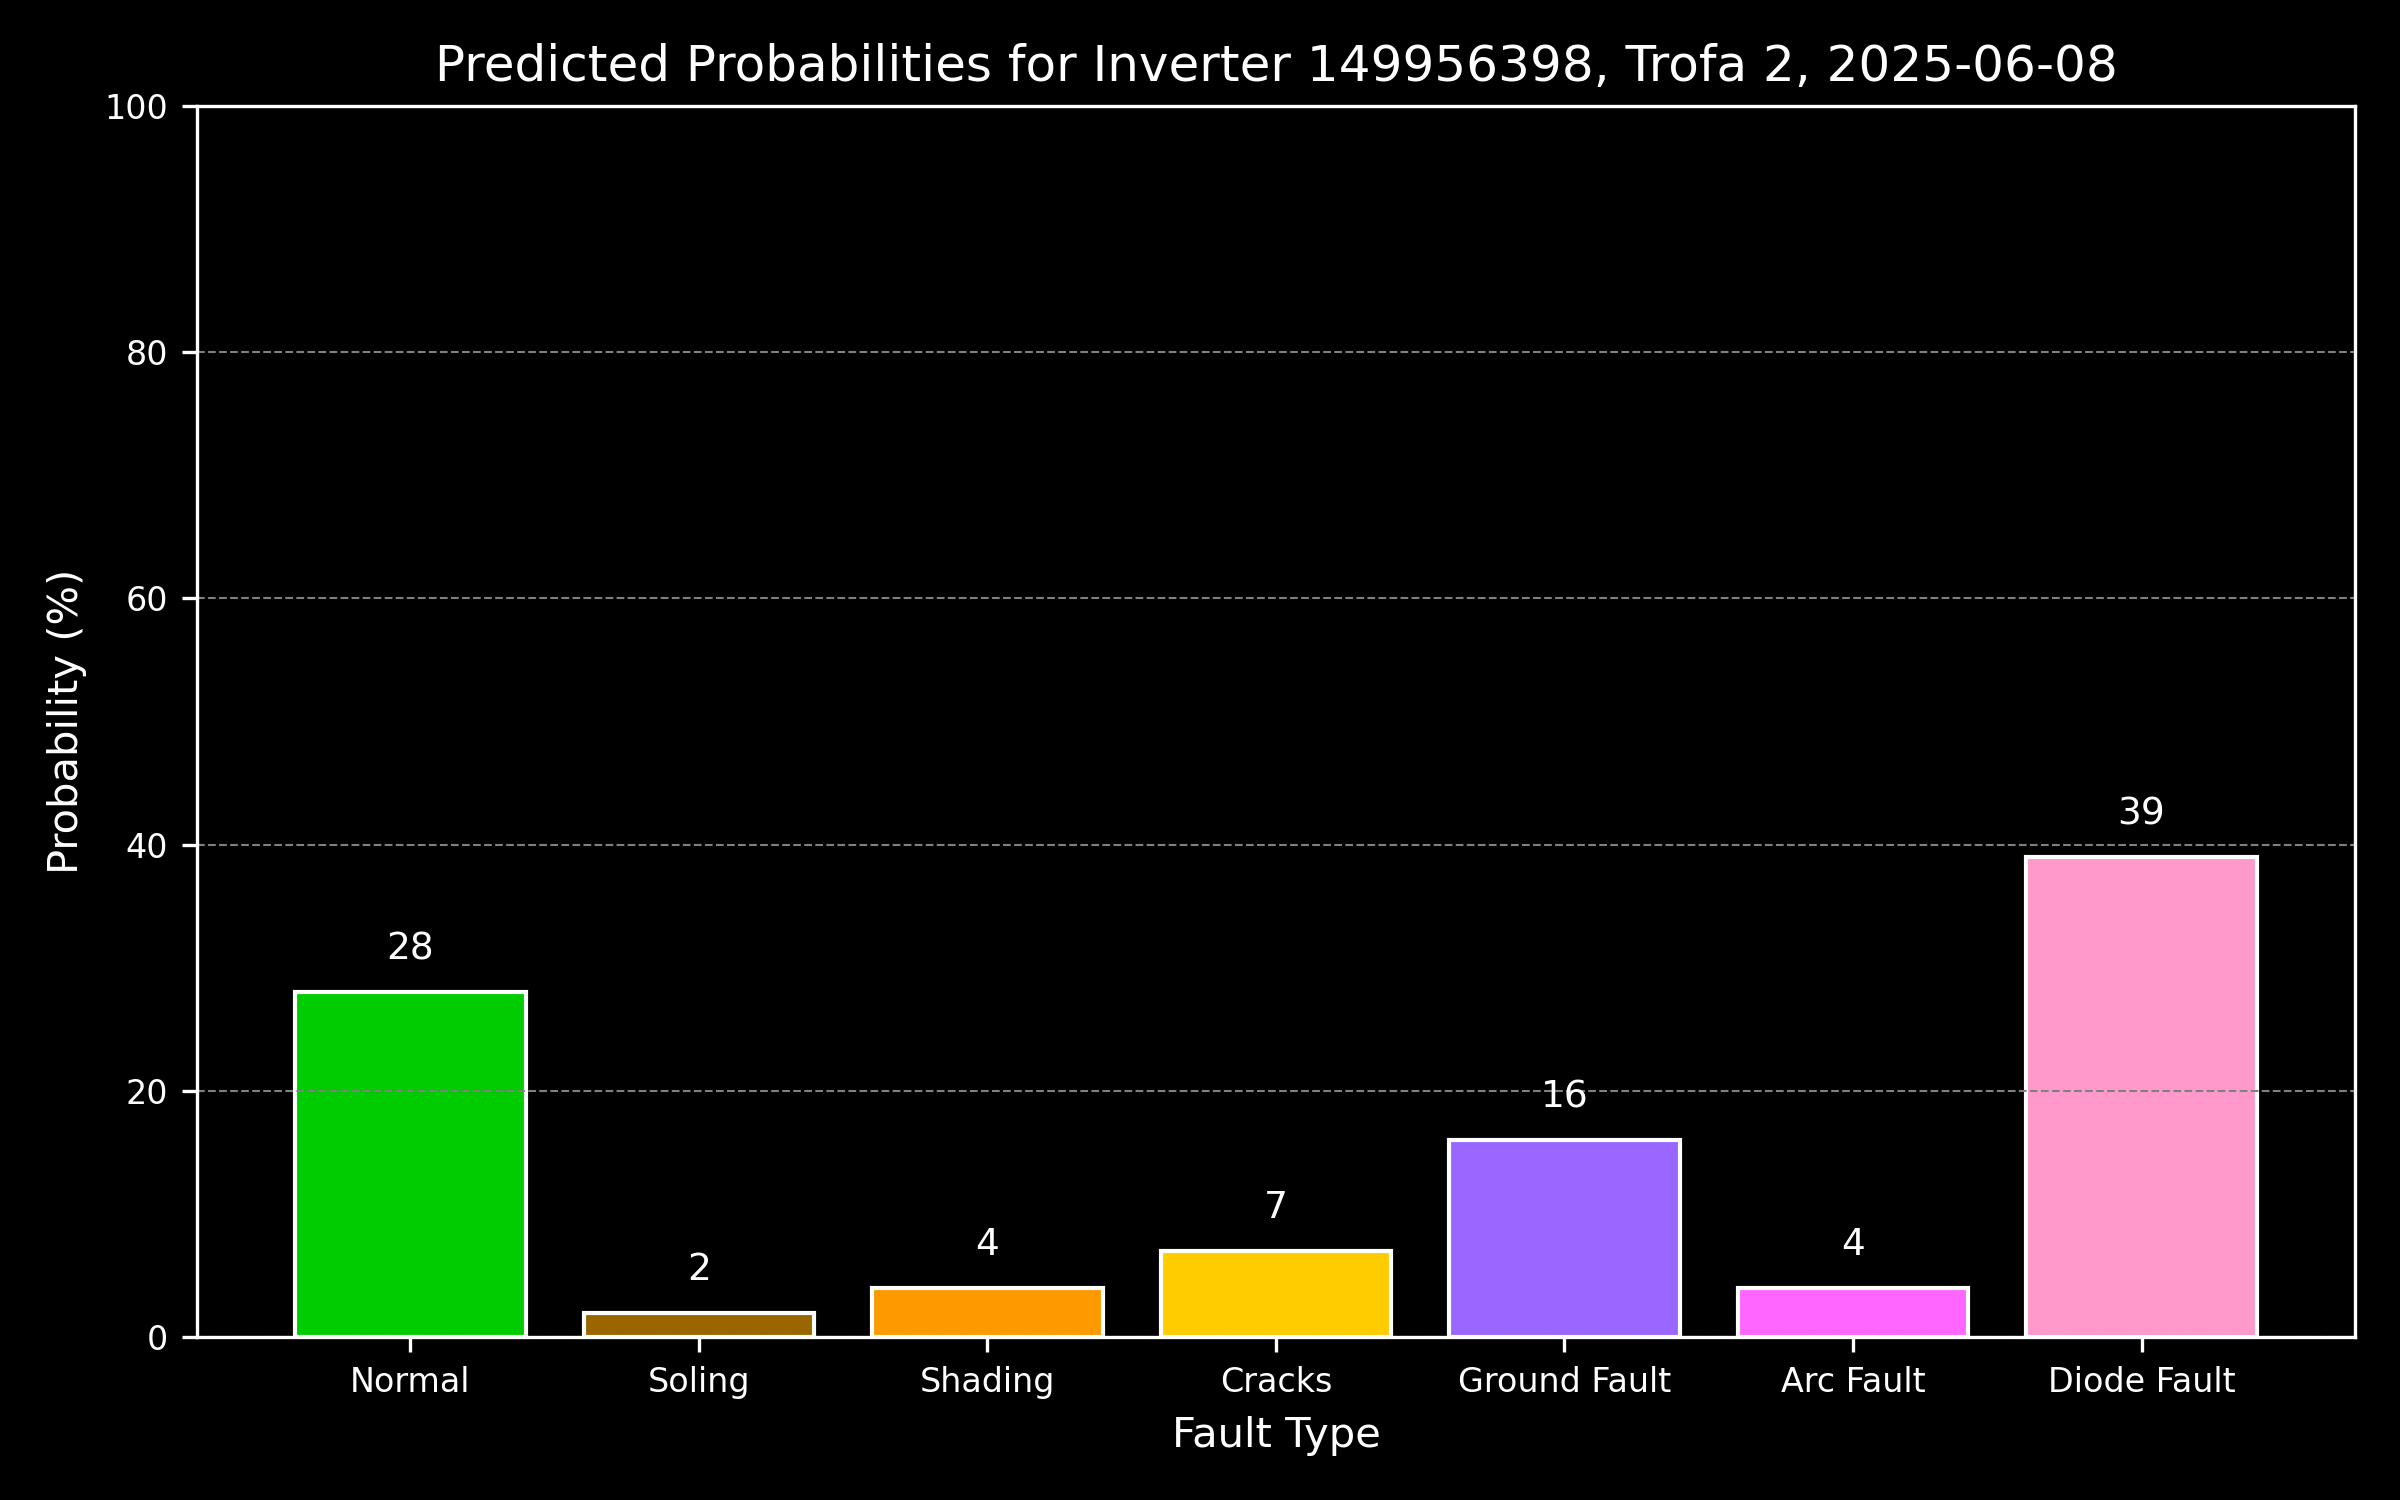 Predicted Probabilities for Inverter 149956398, Trofa 2, 2025-06-08
100
80
60
40
20
0
Probability (%)
28
2
4
7
16
4
39
Normal
Soling
Shading
Cracks
Ground Fault
Arc Fault
Diode Fault
Fault Type